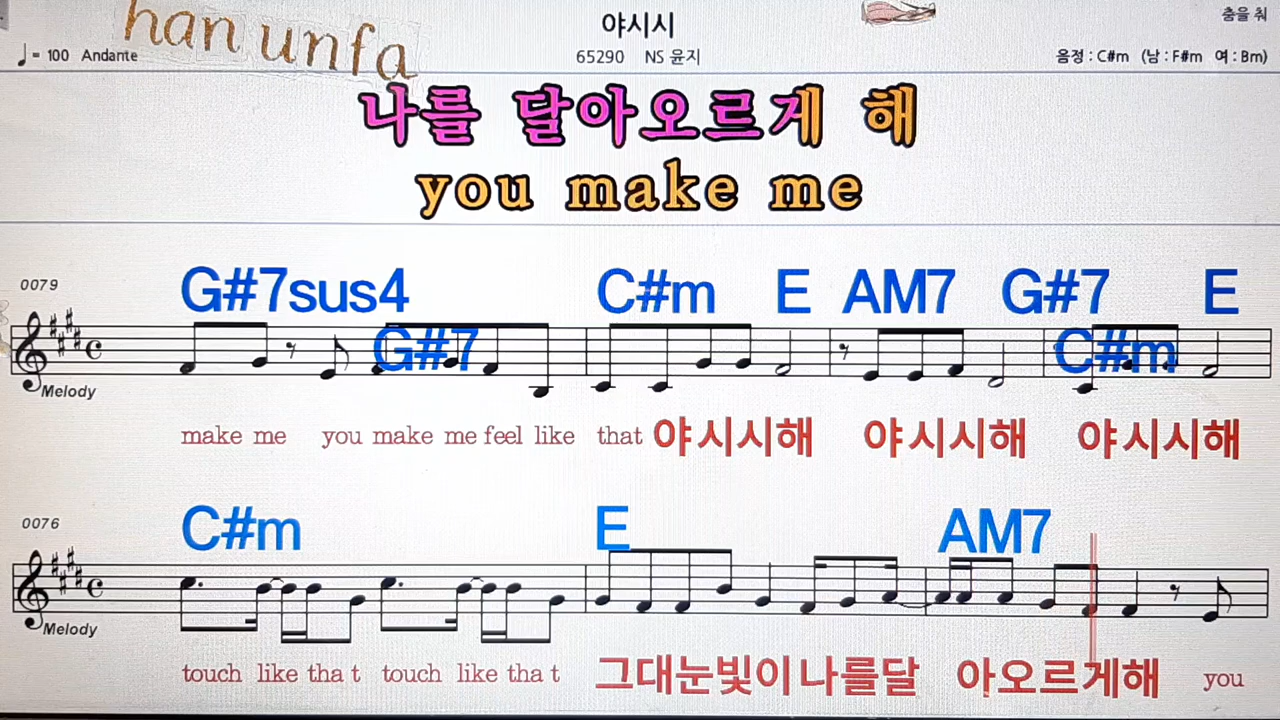 han unfa
야시시
춤을 취
♩= 100 Andante
65290 NS 윤지
음정 : C#m (남 : F#m 여 : Bm)
나를 달아오르게 해
you make me
G#7sus4 C#m E AM7 G#7 E
0079
G#7 C#m
Melody
make me you make me feel like that 야시시해 야시시해 야시시해
C#m E AM7
0076
Melody
touch like tha t touch like tha t 그대눈빛이나를달 아오르게해 you